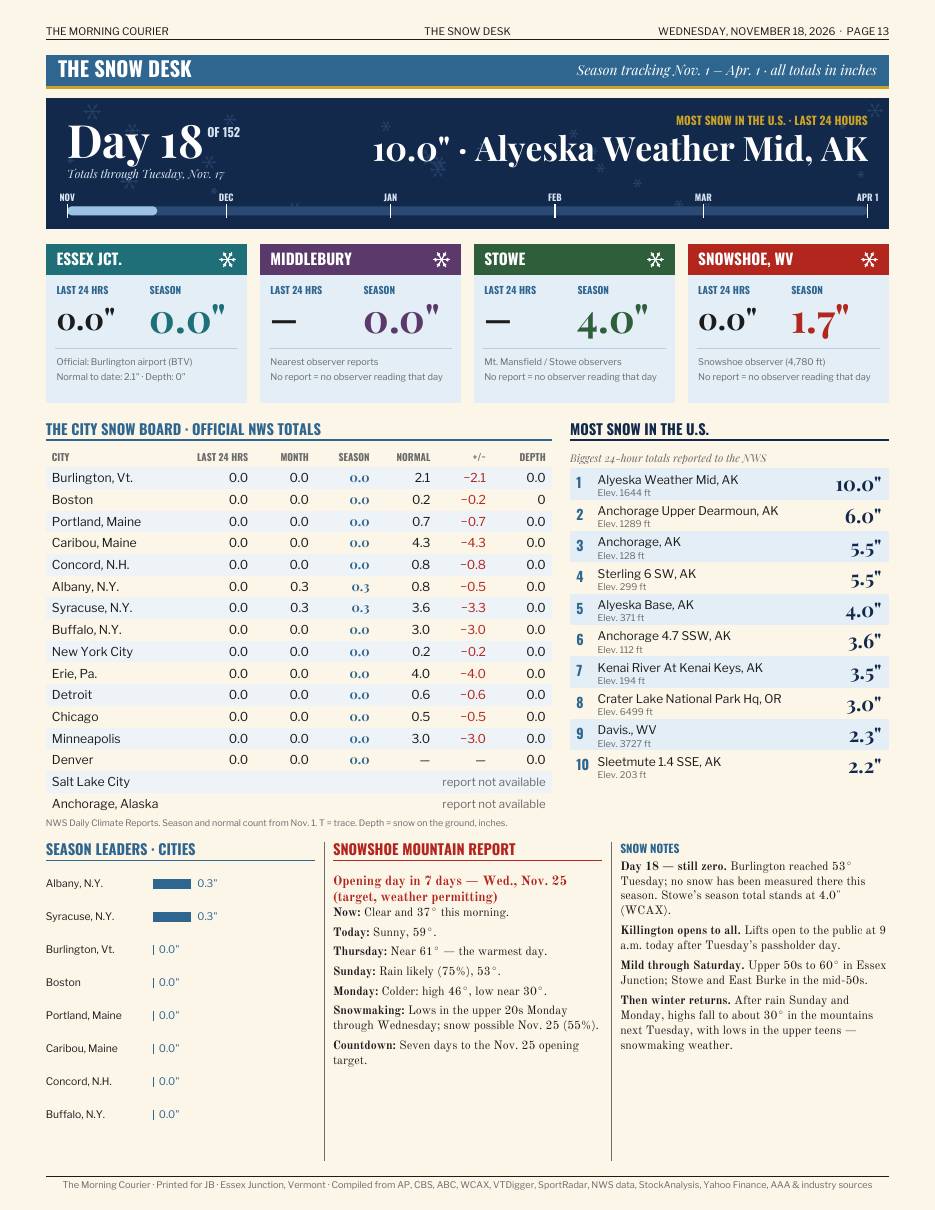 THE MORNING COURIER THE SNOW DESK WEDNESDAY, NOVEMBER 18, 2026 · PAGE 13
THE SNOW DESK Season tracking Nov. 1 – Apr. 1 · all totals in inches
Day 18 OF 152
Totals through Tuesday, Nov. 17
MOST SNOW IN THE U.S. · LAST 24 HOURS
10.0" · Alyeska Weather Mid, AK
NOV DEC JAN FEB MAR APR 1
ESSEX JCT.
LAST 24 HRS SEASON
0.0" 0.0"
Official: Burlington airport (BTV)
Normal to date: 2.1" · Depth: 0"
MIDDLEBURY
LAST 24 HRS SEASON
— 0.0"
Nearest observer reports
No report = no observer reading that day
STOWE
LAST 24 HRS SEASON
— 4.0"
Mt. Mansfield / Stowe observers
No report = no observer reading that day
SNOWSHOE, WV
LAST 24 HRS SEASON
0.0" 1.7"
Snowshoe observer (4,780 ft)
No report = no observer reading that day
THE CITY SNOW BOARD · OFFICIAL NWS TOTALS
CITY LAST 24 HRS MONTH SEASON NORMAL +/− DEPTH
Burlington, Vt. 0.0 0.0 0.0 2.1 −2.1 0.0
Boston 0.0 0.0 0.0 0.2 −0.2 0
Portland, Maine 0.0 0.0 0.0 0.7 −0.7 0.0
Caribou, Maine 0.0 0.0 0.0 4.3 −4.3 0.0
Concord, N.H. 0.0 0.0 0.0 0.8 −0.8 0.0
Albany, N.Y. 0.0 0.3 0.3 0.8 −0.5 0.0
Syracuse, N.Y. 0.0 0.3 0.3 3.6 −3.3 0.0
Buffalo, N.Y. 0.0 0.0 0.0 3.0 −3.0 0.0
New York City 0.0 0.0 0.0 0.2 −0.2 0.0
Erie, Pa. 0.0 0.0 0.0 4.0 −4.0 0.0
Detroit 0.0 0.0 0.0 0.6 −0.6 0.0
Chicago 0.0 0.0 0.0 0.5 −0.5 0.0
Minneapolis 0.0 0.0 0.0 3.0 −3.0 0.0
Denver 0.0 0.0 0.0 — — 0.0
Salt Lake City report not available
Anchorage, Alaska report not available
NWS Daily Climate Reports. Season and normal count from Nov. 1. T = trace. Depth = snow on the ground, inches.
MOST SNOW IN THE U.S.
Biggest 24-hour totals reported to the NWS
1 Alyeska Weather Mid, AK 10.0"
Elev. 1644 ft
2 Anchorage Upper Dearmoun, AK 6.0"
Elev. 1289 ft
3 Anchorage, AK 5.5"
Elev. 128 ft
4 Sterling 6 SW, AK 5.5"
Elev. 299 ft
5 Alyeska Base, AK 4.0"
Elev. 371 ft
6 Anchorage 4.7 SSW, AK 3.6"
Elev. 112 ft
7 Kenai River At Kenai Keys, AK 3.5"
Elev. 194 ft
8 Crater Lake National Park Hq, OR 3.0"
Elev. 6499 ft
9 Davis., WV 2.3"
Elev. 3727 ft
10 Sleetmute 1.4 SSE, AK 2.2"
Elev. 203 ft
SEASON LEADERS · CITIES
Albany, N.Y. 0.3"
Syracuse, N.Y. 0.3"
Burlington, Vt. 0.0"
Boston 0.0"
Portland, Maine 0.0"
Caribou, Maine 0.0"
Concord, N.H. 0.0"
Buffalo, N.Y. 0.0"
SNOWSHOE MOUNTAIN REPORT
Opening day in 7 days — Wed., Nov. 25
(target, weather permitting)
Now: Clear and 37° this morning.
Today: Sunny, 59°.
Thursday: Near 61° — the warmest day.
Sunday: Rain likely (75%), 53°.
Monday: Colder: high 46°, low near 30°.
Snowmaking: Lows in the upper 20s Monday
through Wednesday; snow possible Nov. 25 (55%).
Countdown: Seven days to the Nov. 25 opening
target.
SNOW NOTES
Day 18 — still zero. Burlington reached 53°
Tuesday; no snow has been measured there this
season. Stowe's season total stands at 4.0"
(WCAX).
Killington opens to all. Lifts open to the public at 9
a.m. today after Tuesday's passholder day.
Mild through Saturday. Upper 50s to 60° in Essex
Junction; Stowe and East Burke in the mid-50s.
Then winter returns. After rain Sunday and
Monday, highs fall to about 30° in the mountains
next Tuesday, with lows in the upper teens —
snowmaking weather.
The Morning Courier · Printed for JB · Essex Junction, Vermont · Compiled from AP, CBS, ABC, WCAX, VTDigger, SportRadar, NWS data, StockAnalysis, Yahoo Finance, AAA & industry sources